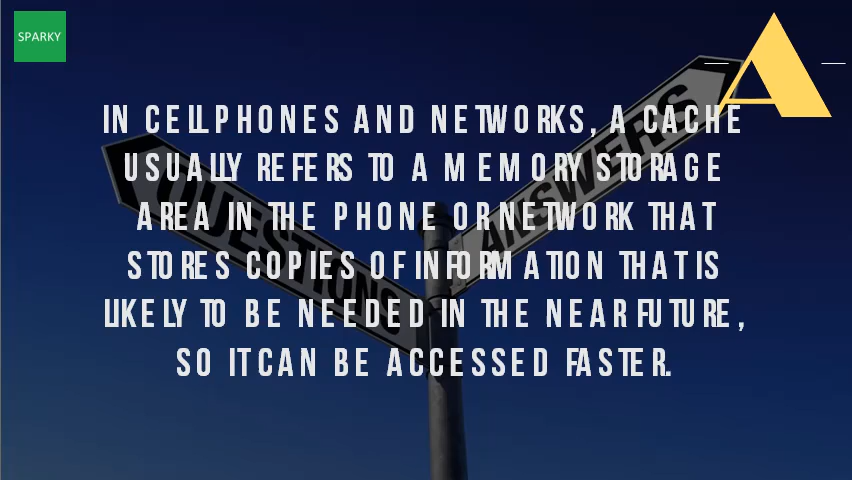 SPARKY
A
IN CELLPHONES AND NETWORKS, A CACHE
USUALLY REFERS TO A MEMORY STORAGE
AREA IN THE PHONE OR NETWORK THAT
STORES COPIES OF INFORMATION THAT IS
LIKELY TO BE NEEDED IN THE NEAR FUTURE,
SO IT CAN BE ACCESSED FASTER.
QUESTIONS
ANSWERS